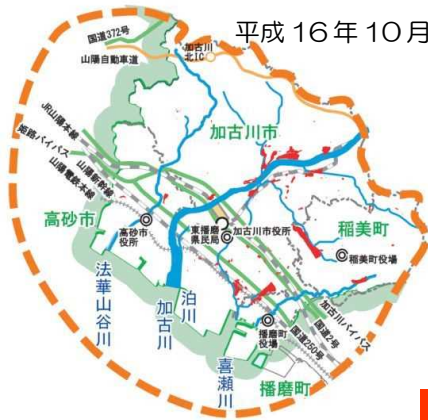 平成16年10月
国道372号
山陽自動車道
加古川
北IC
加古川市
JR山陽本線
姫路バイパス
山陽新幹線
山陽電鉄本線
高砂市
高砂市
役所
東播磨
県民局
加古川市役所
稲美町
稲美町役場
法華山谷川
加古川
泊川
喜瀬川
播磨町
役場
播磨町
加古川バイパス
国道2号
国道250号